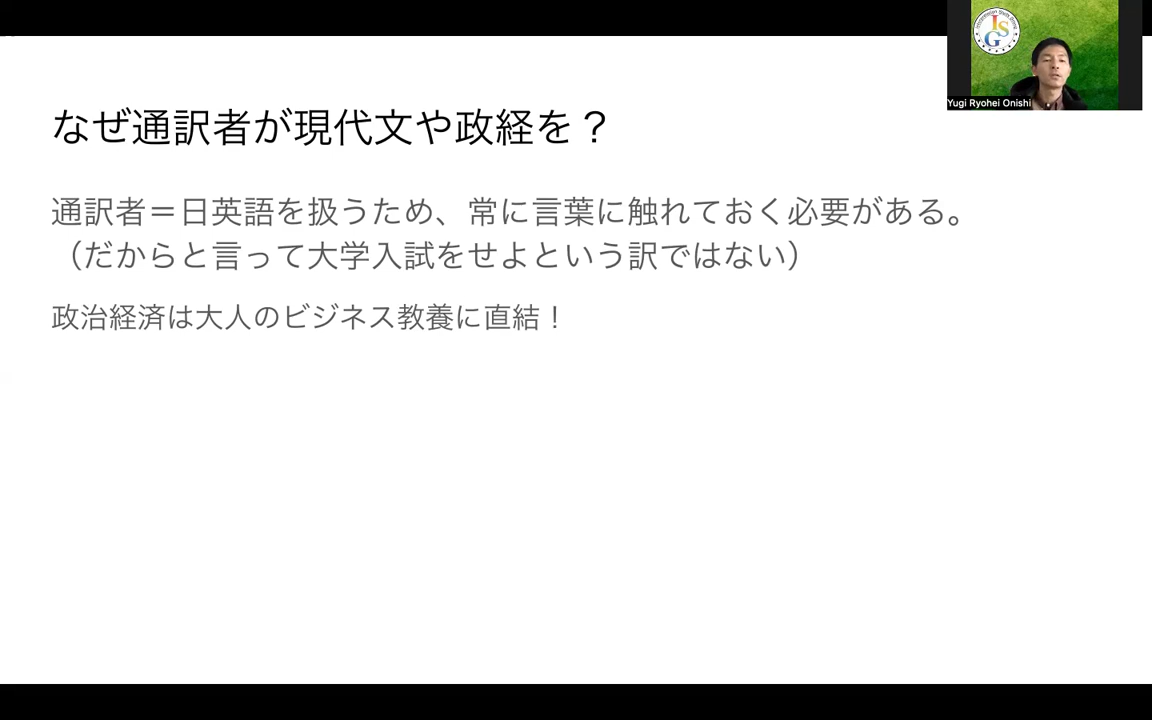 なぜ通訳者が現代文や政経を？
通訳者＝日英語を扱うため、常に言葉に触れておく必要がある。
（だからと言って大学入試をせよという訳ではない）
政治経済は大人のビジネス教養に直結！
ISG
Yugi Ryohei Onishi